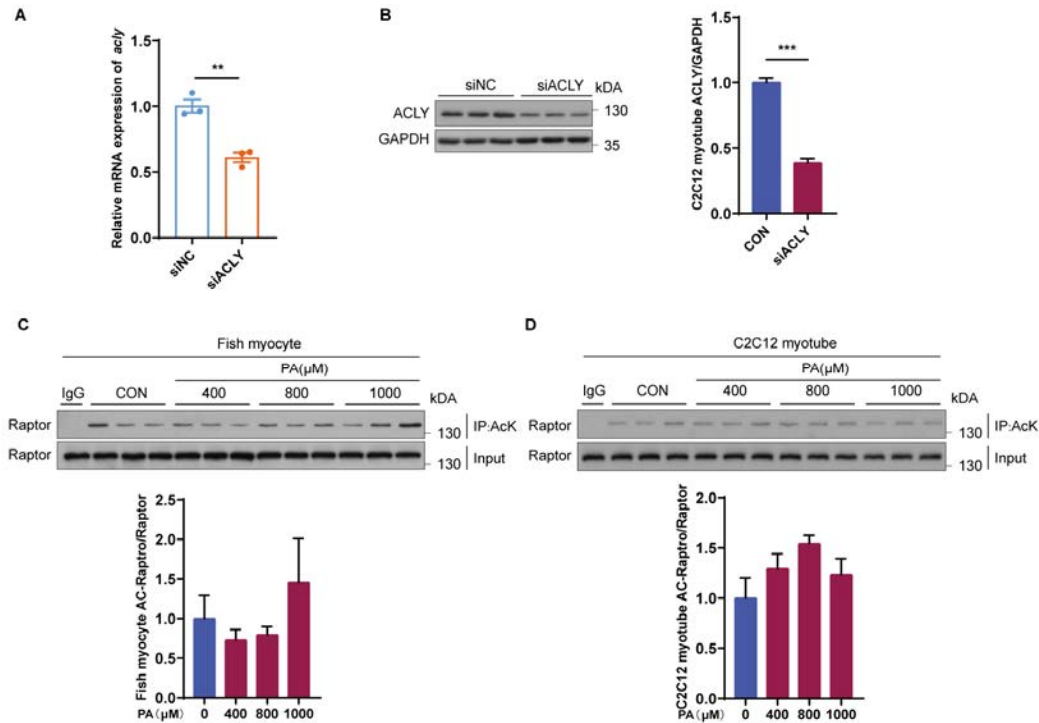 A
Relative mRNA expression of acly
1.5
1.0
0.5
0.0
**
siNC
siACLY
B
siNC siACLY kDA
ACLY 130
GAPDH 35
C2C12 myotube ACLY/GAPDH
1.5
1.0
0.5
0.0
***
CON
siACLY
C
Fish myocyte
PA(μM)
IgG CON 400 800 1000 kDA
Raptor 130 IP:AcK
Raptor 130 Input
Fish myocyte AC-Raptro/Raptor
2.5
2.0
1.5
1.0
0.5
0.0
PA(μM) 0 400 800 1000
D
C2C12 myotube
PA(μM)
IgG CON 400 800 1000 kDA
Raptor 130 IP:AcK
Raptor 130 Input
C2C12 myotube AC-Raptro/Raptor
2.0
1.5
1.0
0.5
0.0
PA(μM) 0 400 800 1000